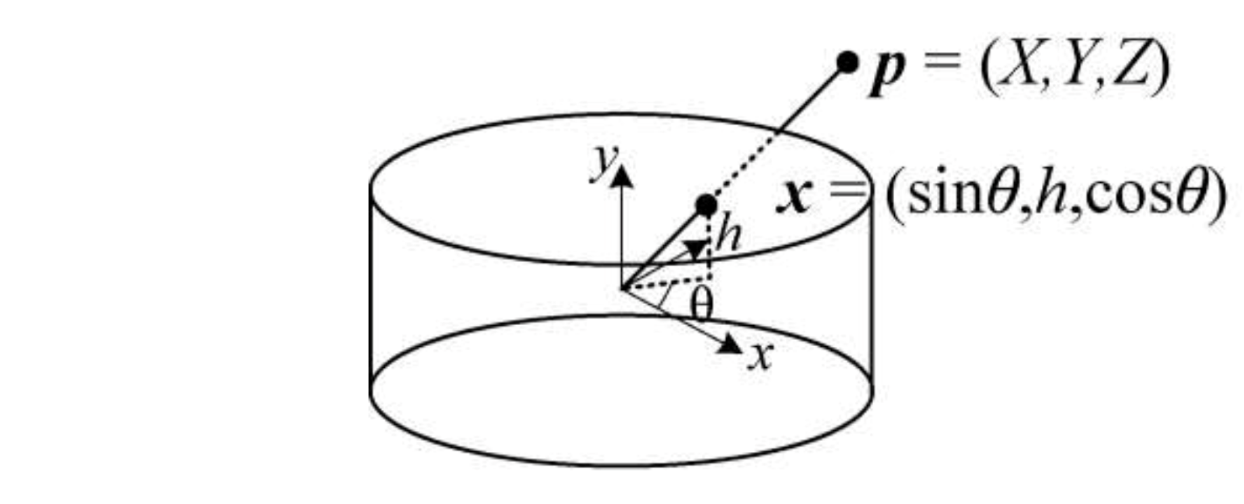 p = (X,Y,Z)
y
x = (sinθ,h,cosθ)
h
θ
x